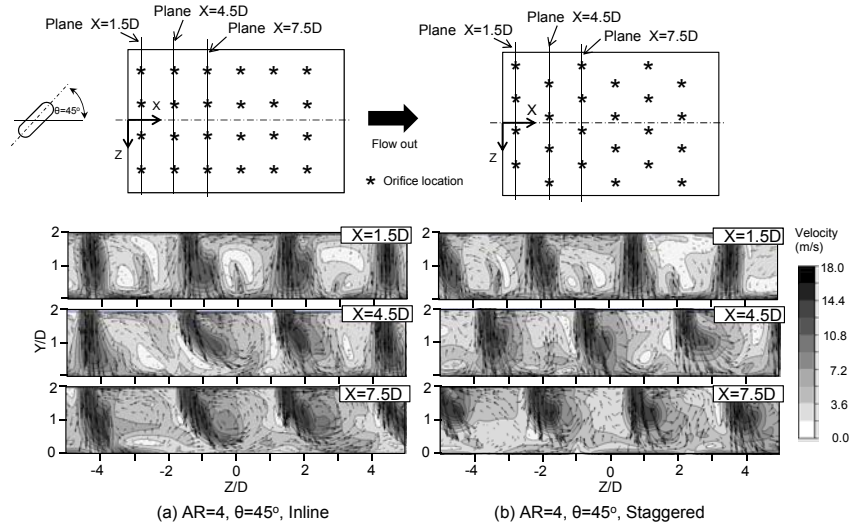 Plane X=1.5D
Plane X=4.5D
Plane X=7.5D
θ=45º
X
Z
Flow out
* Orifice location
Plane X=1.5D
Plane X=4.5D
Plane X=7.5D
X
Z
2
1
0
X=1.5D
X=4.5D
X=7.5D
Y/D
2
1
0
2
1
0
-4
-2
0
2
4
Z/D
X=1.5D
X=4.5D
X=7.5D
-4
-2
0
2
4
Z/D
Velocity
(m/s)
18.0
14.4
10.8
7.2
3.6
0.0
(a) AR=4, θ=45º, Inline
(b) AR=4, θ=45º, Staggered